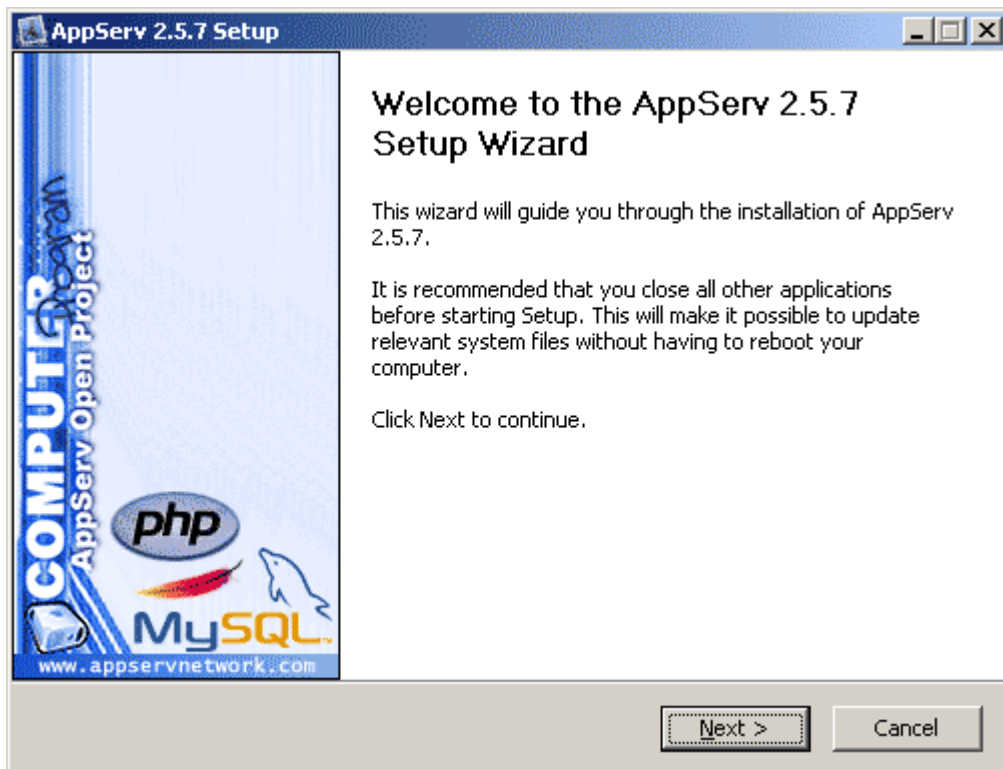 AppServ 2.5.7 Setup
Welcome to the AppServ 2.5.7
Setup Wizard
This wizard will guide you through the installation of AppServ
2.5.7.
It is recommended that you close all other applications
before starting Setup. This will make it possible to update
relevant system files without having to reboot your
computer.
Click Next to continue.
COMPUTER
AppServ Open Project
php
MySQL
www.appservnetwork.com
Next >
Cancel